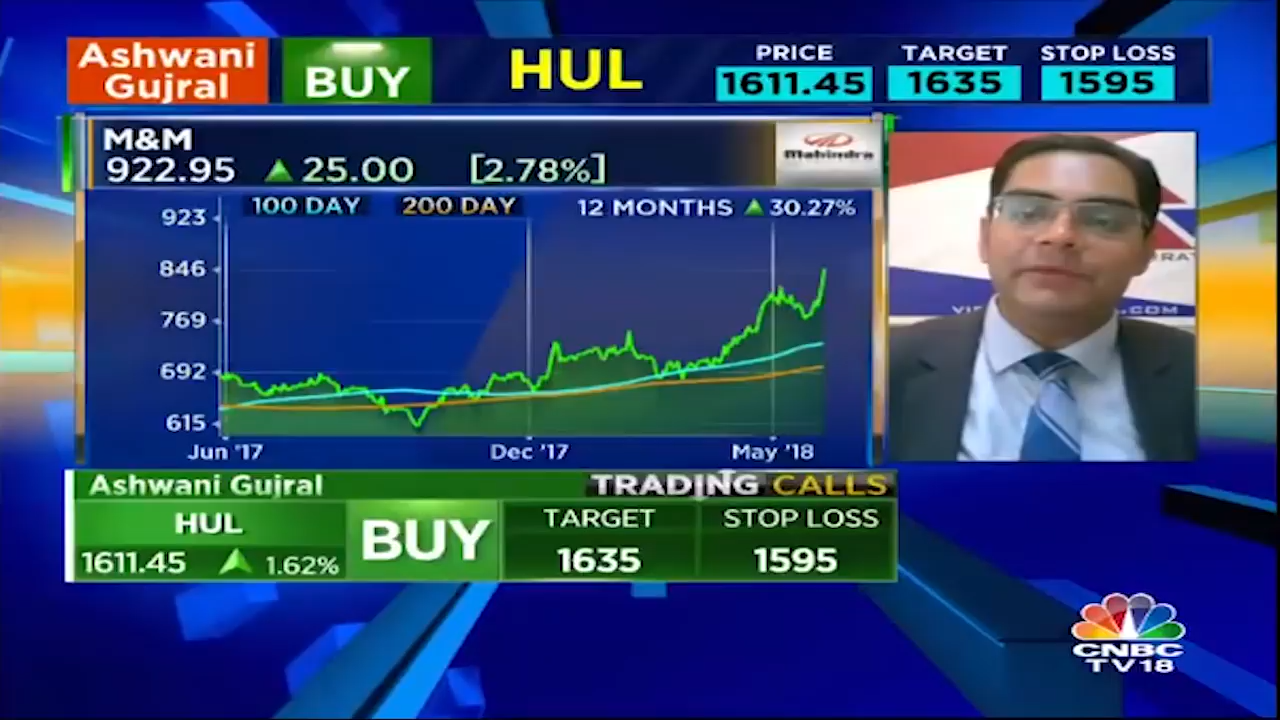 Ashwani
Gujral
BUY
HUL
PRICE
1611.45
TARGET
1635
STOP LOSS
1595
M&M
922.95 ▲ 25.00 [2.78%]
Mahindra
100 DAY 200 DAY 12 MONTHS ▲ 30.27%
923
846
769
692
615
Jun '17 Dec '17 May '18
Ashwani Gujral
TRADING CALLS
HUL
1611.45 ▲ 1.62%
BUY
TARGET
1635
STOP LOSS
1595
CNBC
TV18